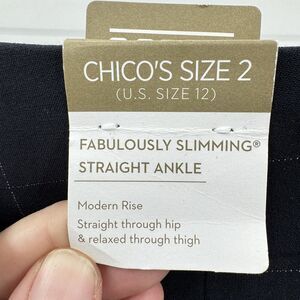 CHICO'S SIZE 2
(U.S. SIZE 12)
FABULOUSLY SLIMMING®
STRAIGHT ANKLE
Modern Rise
Straight through hip
& relaxed through thigh